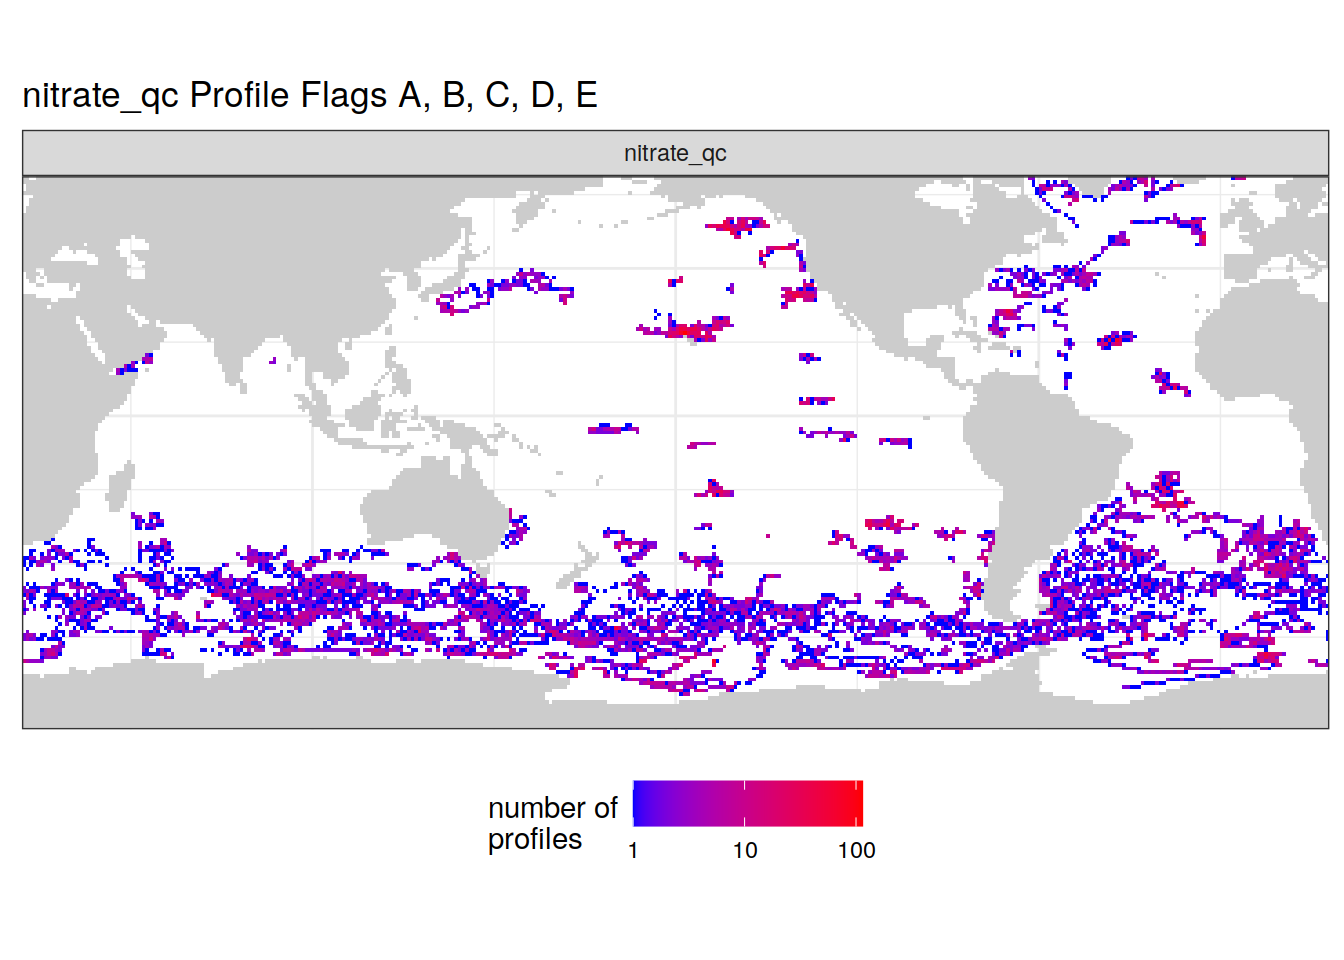 nitrate_qc Profile Flags A, B, C, D, E
nitrate_qc
number of
profiles
1 10 100